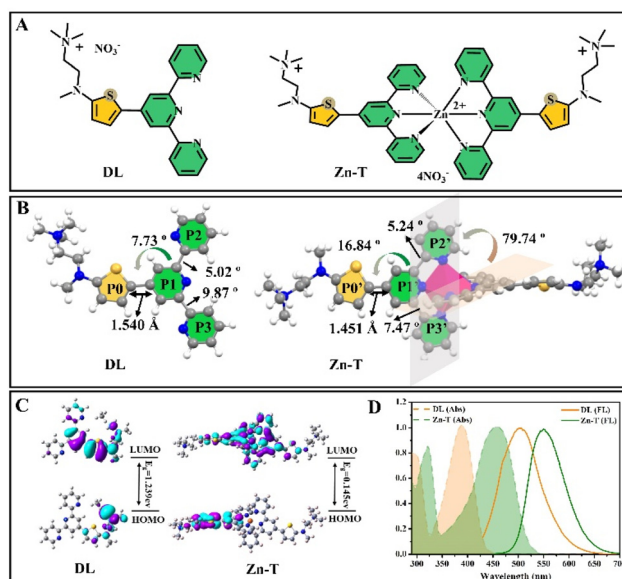 A
N
+
NO₃⁻
N
S
N
N
N
DL
N
+
N
S
N
N
N
Zn
2+
N
N
N
S
N
N
+
4NO₃⁻
Zn-T
B
7.73 º
P2
P0
P1
5.02 º
9.87 º
P3
1.540 Å
DL
16.84 º
5.24 º
P2'
79.74 º
P0'
P1'
P3'
7.47 º
1.451 Å
Zn-T
C
LUMO
LUMO
Eg=1.239ev
Eg=0.145ev
HOMO
HOMO
DL
Zn-T
D
DL (Abs)
DL (FL)
Zn-T (Abs)
Zn-T (FL)
1.0
0.8
0.6
0.4
0.2
0.0
300 350 400 450 500 550 600 650 700
Wavelength (nm)